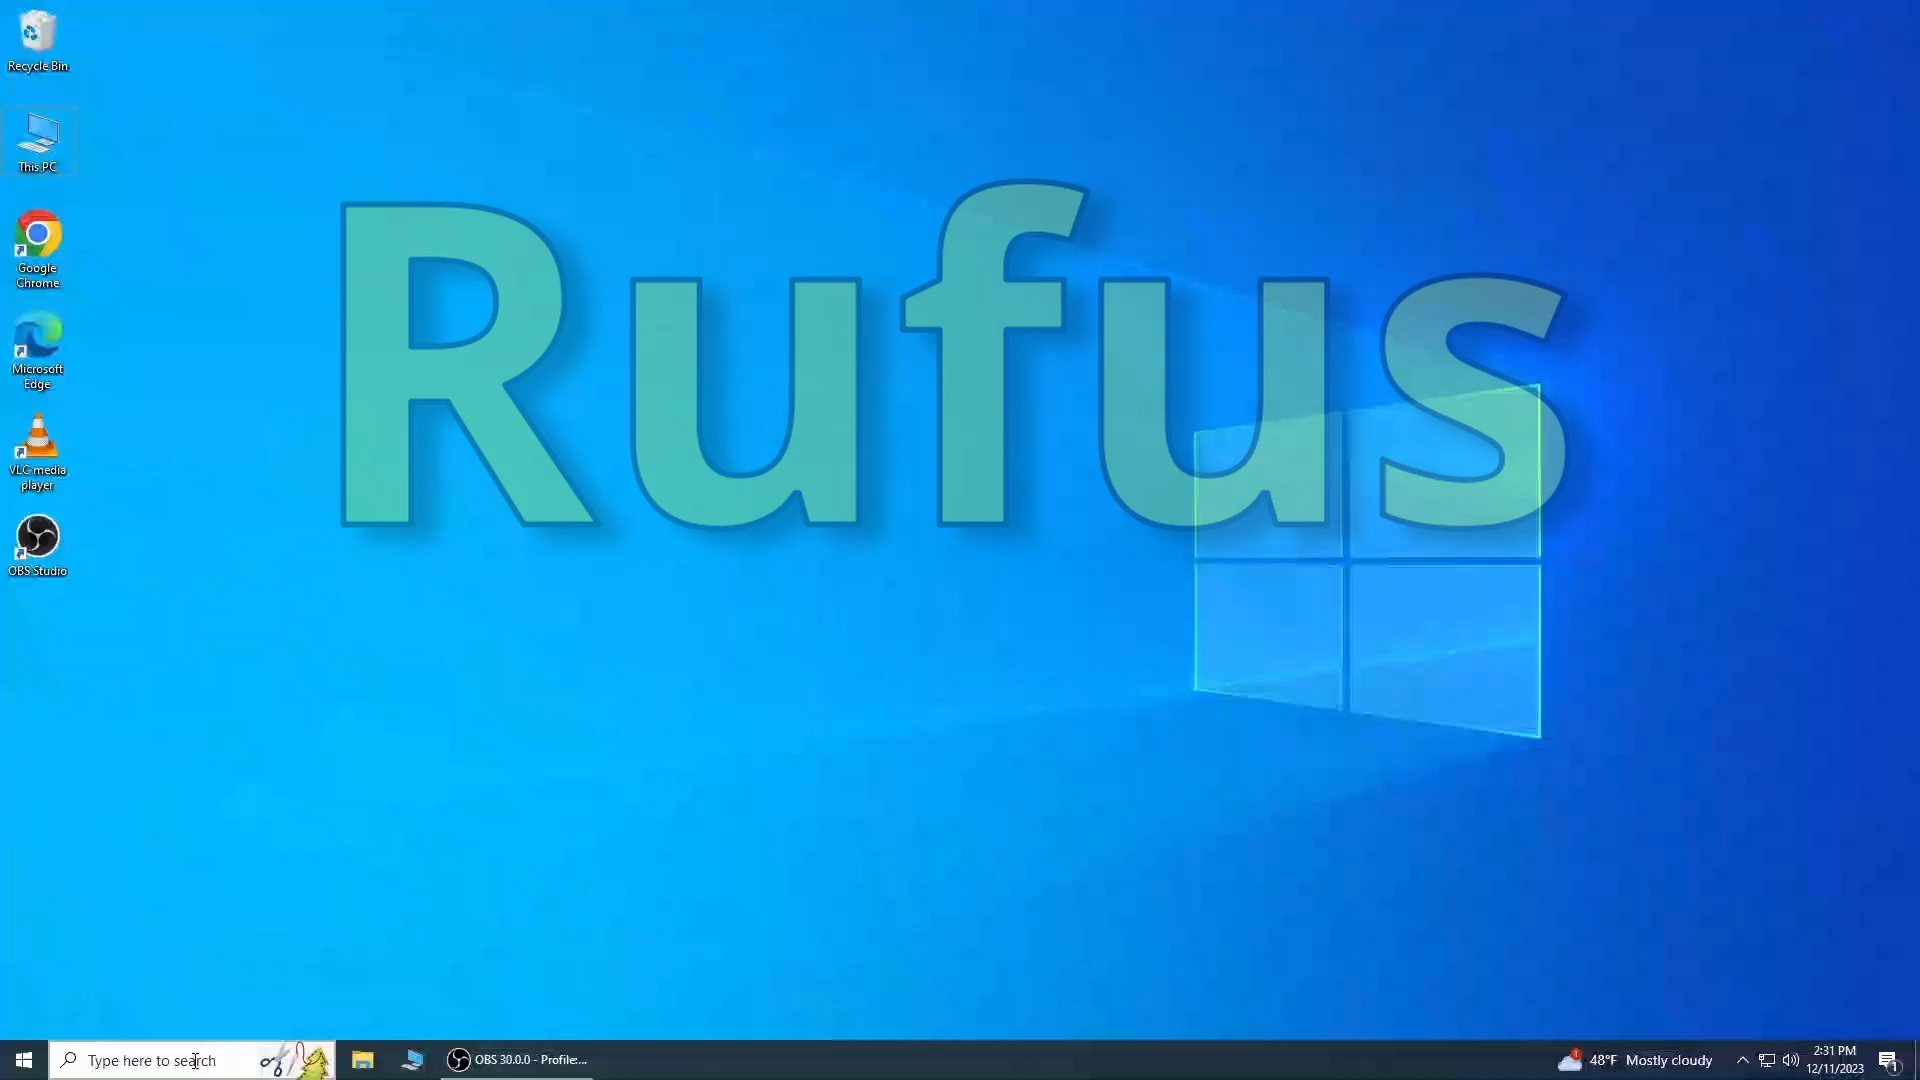 Recycle Bin
This PC
Google
Chrome
Microsoft
Edge
VLC media
player
OBS Studio
Rufus
Type here to search
OBS 30.0.0 - Profile:...
48°F Mostly cloudy
2:31 PM
12/11/2023
1